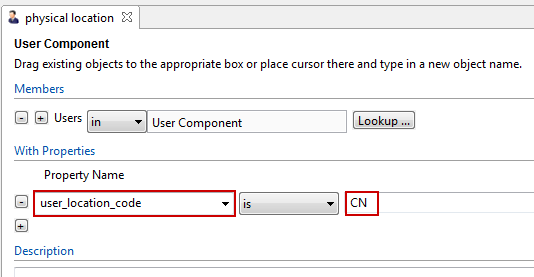 physical location
User Component
Drag existing objects to the appropriate box or place cursor there and type in a new object name.
Members
- + Users in User Component Lookup ...
With Properties
Property Name
- user_location_code is CN
+
Description